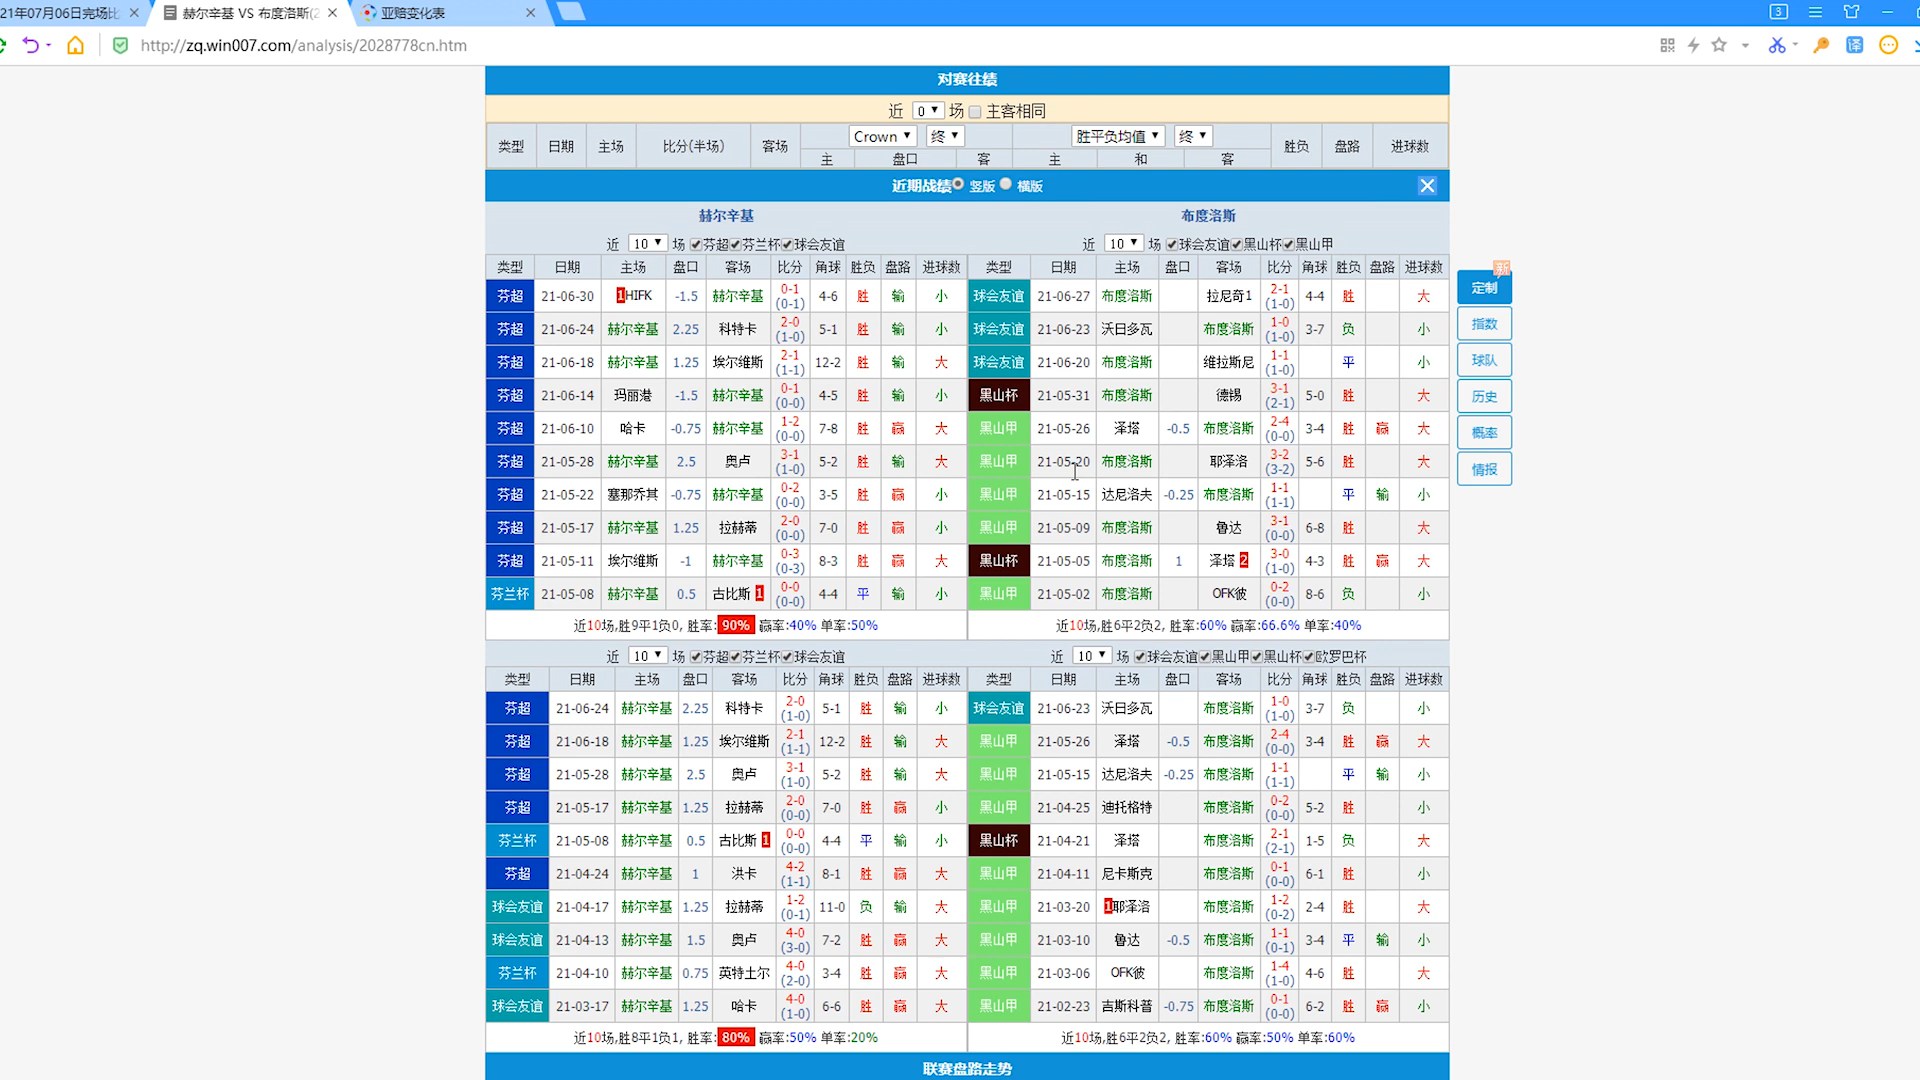 21年07月06日完场比
赫尔辛基 VS 布度洛斯(2
亚赔变化表
3
http://zq.win007.com/analysis/2028778cn.htm
译
对赛往绩
近 0 场 主客相同
类型 日期 主场 比分(半场) 客场 Crown 终 胜平负均值 终 胜负 盘路 进球数
主 盘口 客 主 和 客
近期战绩 竖版 横版
赫尔辛基
近 10 场 芬超 芬兰杯 球会友谊
类型 日期 主场 盘口 客场 比分 角球 胜负 盘路 进球数
芬超 21-06-30 1 HIFK -1.5 赫尔辛基 0-1 (0-1) 4-6 胜 输 小
芬超 21-06-24 赫尔辛基 2.25 科特卡 2-0 (1-0) 5-1 胜 输 小
芬超 21-06-18 赫尔辛基 1.25 埃尔维斯 2-1 (1-1) 12-2 胜 输 大
芬超 21-06-14 玛丽港 -1.5 赫尔辛基 0-1 (0-0) 4-5 胜 输 小
芬超 21-06-10 哈卡 -0.75 赫尔辛基 1-2 (0-0) 7-8 胜 赢 大
芬超 21-05-28 赫尔辛基 2.5 奥卢 3-1 (1-0) 5-2 胜 输 大
芬超 21-05-22 塞那乔其 -0.75 赫尔辛基 0-2 (0-0) 3-5 胜 赢 小
芬超 21-05-17 赫尔辛基 1.25 拉赫蒂 2-0 (0-0) 7-0 胜 赢 小
芬超 21-05-11 埃尔维斯 -1 赫尔辛基 0-3 (0-3) 8-3 胜 赢 大
芬兰杯 21-05-08 赫尔辛基 0.5 古比斯 1 0-0 (0-0) 4-4 平 输 小
近10场,胜9平1负0, 胜率:90% 赢率:40% 单率:50%
布度洛斯
近 10 场 球会友谊 黑山杯 黑山甲
类型 日期 主场 盘口 客场 比分 角球 胜负 盘路 进球数
球会友谊 21-06-27 布度洛斯 拉尼奇1 2-1 (1-0) 4-4 胜 大
球会友谊 21-06-23 沃日多瓦 布度洛斯 1-0 (1-0) 3-7 负 小
球会友谊 21-06-20 布度洛斯 维拉斯尼 1-1 (1-0) 平 小
黑山杯 21-05-31 布度洛斯 德锡 3-1 (2-1) 5-0 胜 大
黑山甲 21-05-26 泽塔 -0.5 布度洛斯 2-4 (0-0) 3-4 胜 赢 大
黑山甲 21-05-20 布度洛斯 耶泽洛 3-2 (3-2) 5-6 胜 大
黑山甲 21-05-15 达尼洛夫 -0.25 布度洛斯 1-1 (1-1) 平 输 小
黑山甲 21-05-09 布度洛斯 鲁达 3-1 (0-0) 6-8 胜 大
黑山杯 21-05-05 布度洛斯 1 泽塔 2 3-0 (1-0) 4-3 胜 赢 大
黑山甲 21-05-02 布度洛斯 OFK彼 0-2 (0-0) 8-6 负 小
近10场,胜6平2负2, 胜率:60% 赢率:66.6% 单率:40%
近 10 场 芬超 芬兰杯 球会友谊
类型 日期 主场 盘口 客场 比分 角球 胜负 盘路 进球数
芬超 21-06-24 赫尔辛基 2.25 科特卡 2-0 (1-0) 5-1 胜 输 小
芬超 21-06-18 赫尔辛基 1.25 埃尔维斯 2-1 (1-1) 12-2 胜 输 大
芬超 21-05-28 赫尔辛基 2.5 奥卢 3-1 (1-0) 5-2 胜 输 大
芬超 21-05-17 赫尔辛基 1.25 拉赫蒂 2-0 (0-0) 7-0 胜 赢 小
芬兰杯 21-05-08 赫尔辛基 0.5 古比斯 1 0-0 (0-0) 4-4 平 输 小
芬超 21-04-24 赫尔辛基 1 洪卡 4-2 (1-1) 8-1 胜 赢 大
球会友谊 21-04-17 赫尔辛基 1.25 拉赫蒂 1-2 (0-1) 11-0 负 输 大
球会友谊 21-04-13 赫尔辛基 1.5 奥卢 4-0 (3-0) 7-2 胜 赢 大
芬兰杯 21-04-10 赫尔辛基 0.75 英特土尔 4-0 (2-0) 3-4 胜 赢 大
球会友谊 21-03-17 赫尔辛基 1.25 哈卡 4-0 (1-0) 6-6 胜 赢 大
近10场,胜8平1负1, 胜率:80% 赢率:50% 单率:20%
近 10 场 球会友谊 黑山甲 黑山杯 欧罗巴杯
类型 日期 主场 盘口 客场 比分 角球 胜负 盘路 进球数
球会友谊 21-06-23 沃日多瓦 布度洛斯 1-0 (1-0) 3-7 负 小
黑山甲 21-05-26 泽塔 -0.5 布度洛斯 2-4 (0-0) 3-4 胜 赢 大
黑山甲 21-05-15 达尼洛夫 -0.25 布度洛斯 1-1 (1-1) 平 输 小
黑山甲 21-04-25 迪托格特 布度洛斯 0-2 (0-0) 5-2 胜 小
黑山杯 21-04-21 泽塔 布度洛斯 2-1 (2-1) 1-5 负 大
黑山甲 21-04-11 尼卡斯克 布度洛斯 0-1 (0-0) 6-1 胜 小
黑山甲 21-03-20 1 耶泽洛 布度洛斯 1-2 (0-2) 2-4 胜 大
黑山甲 21-03-10 鲁达 -0.5 布度洛斯 1-1 (0-1) 3-4 平 输 小
黑山甲 21-03-06 OFK彼 布度洛斯 1-4 (1-0) 4-6 胜 大
黑山甲 21-02-23 吉斯科普 -0.75 布度洛斯 0-1 (0-0) 6-2 胜 赢 小
近10场,胜6平2负2, 胜率:60% 赢率:50% 单率:60%
联赛盘路走势
新
定制
指数
球队
历史
概率
情报